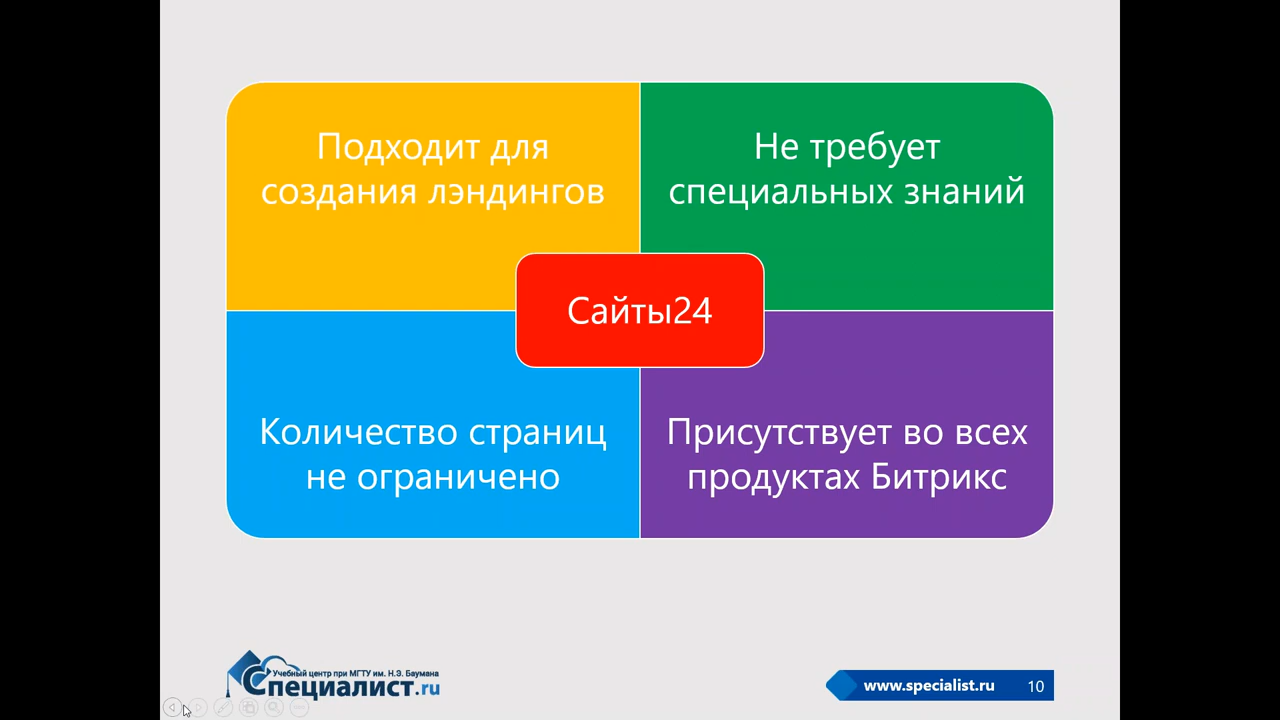 Подходит для
создания лэндингов
Не требует
специальных знаний
Сайты24
Количество страниц
не ограничено
Присутствует во всех
продуктах Битрикс
Учебный центр при МГТУ им. Н.Э. Баумана
Специалист.ru
www.specialist.ru
10